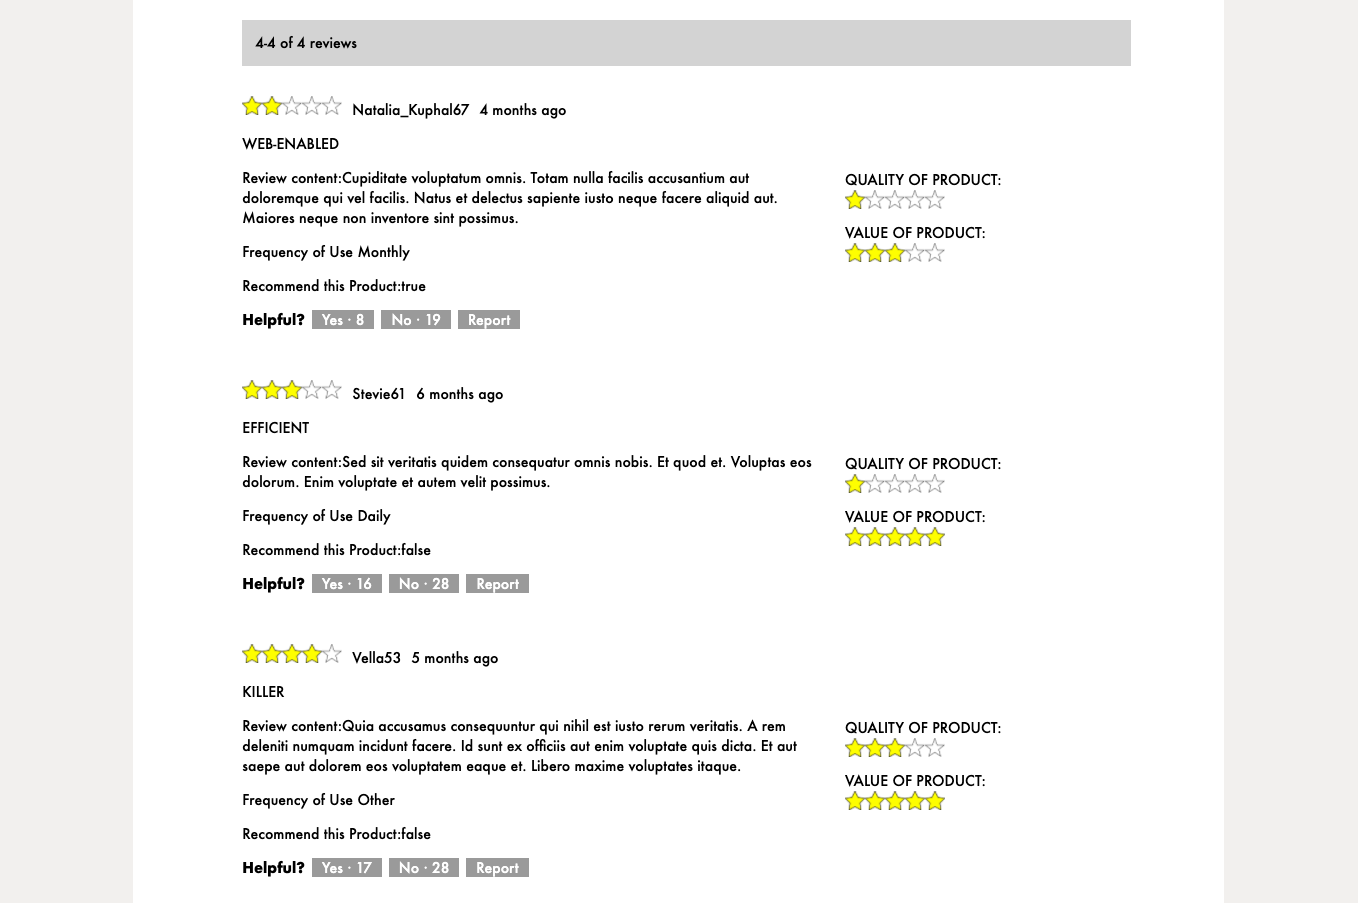 4-4 of 4 reviews
Natalia_Kuphal67 4 months ago
WEB-ENABLED
Review content:Cupiditate voluptatum omnis. Totam nulla facilis accusantium aut
doloremque qui vel facilis. Natus et delectus sapiente iusto neque facere aliquid aut.
Maiores neque non inventore sint possimus.
QUALITY OF PRODUCT:
VALUE OF PRODUCT:
Frequency of Use Monthly
Recommend this Product:true
Helpful? Yes · 8 No · 19 Report
Stevie61 6 months ago
EFFICIENT
Review content:Sed sit veritatis quidem consequatur omnis nobis. Et quod et. Voluptas eos
dolorum. Enim voluptate et autem velit possimus.
QUALITY OF PRODUCT:
VALUE OF PRODUCT:
Frequency of Use Daily
Recommend this Product:false
Helpful? Yes · 16 No · 28 Report
Vella53 5 months ago
KILLER
Review content:Quia accusamus consequuntur qui nihil est iusto rerum veritatis. A rem
deleniti numquam incidunt facere. Id sunt ex officiis aut enim voluptate quis dicta. Et aut
saepe aut dolorem eos voluptatem eaque et. Libero maxime voluptates itaque.
QUALITY OF PRODUCT:
VALUE OF PRODUCT:
Frequency of Use Other
Recommend this Product:false
Helpful? Yes · 17 No · 28 Report